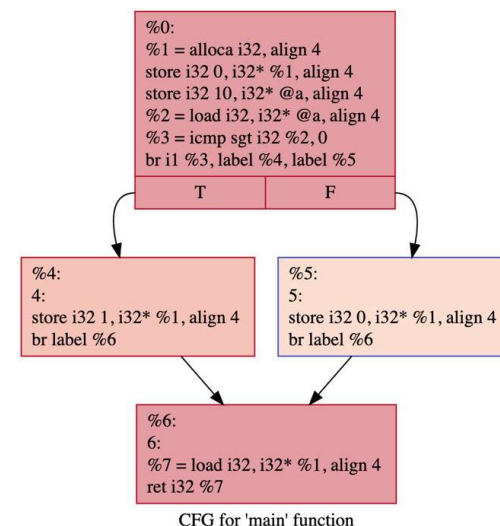 %0:
%1 = alloca i32, align 4
store i32 0, i32* %1, align 4
store i32 10, i32* @a, align 4
%2 = load i32, i32* @a, align 4
%3 = icmp sgt i32 %2, 0
br i1 %3, label %4, label %5
T F
%4:
4:
store i32 1, i32* %1, align 4
br label %6
%5:
5:
store i32 0, i32* %1, align 4
br label %6
%6:
6:
%7 = load i32, i32* %1, align 4
ret i32 %7
CFG for 'main' function